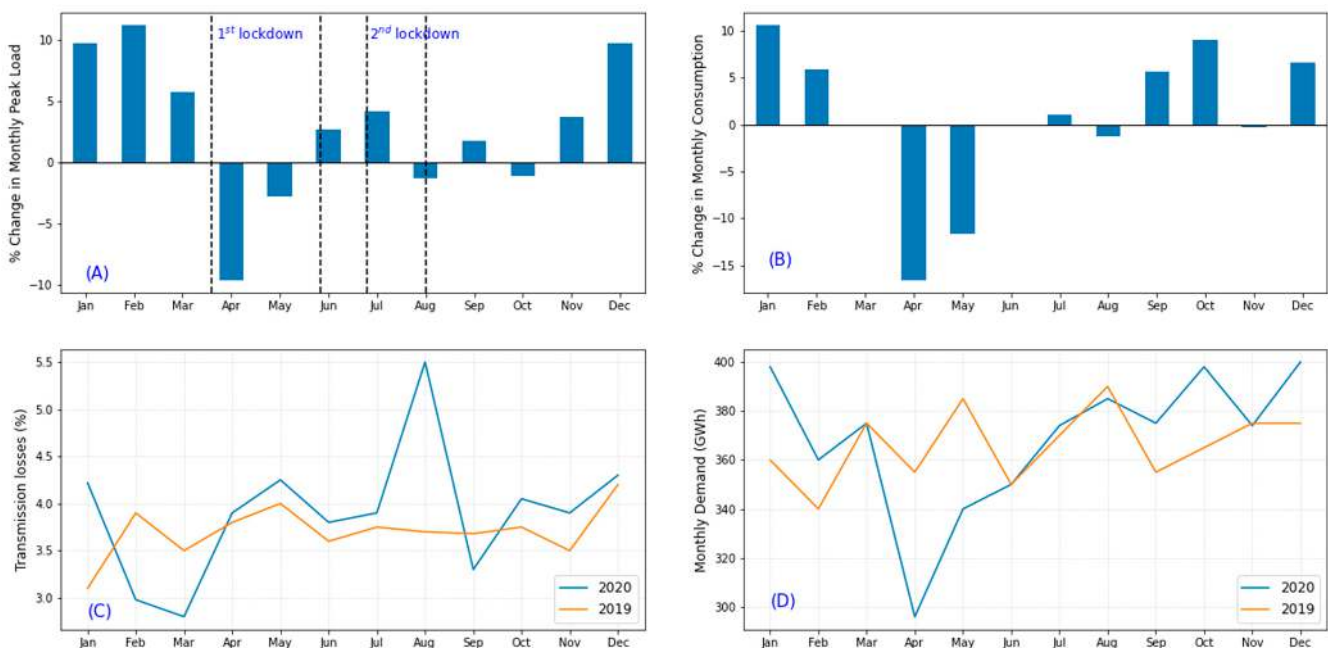 % Change in Monthly Peak Load
10
5
0
−5
−10
1st lockdown
2nd lockdown
(A)
Jan Feb Mar Apr May Jun Jul Aug Sep Oct Nov Dec
% Change in Monthly Consumption
10
5
0
−5
−10
−15
(B)
Jan Feb Mar Apr May Jun Jul Aug Sep Oct Nov Dec
Transmission losses (%)
5.5
5.0
4.5
4.0
3.5
3.0
(C)
2020
2019
Jan Feb Mar Apr May Jun Jul Aug Sep Oct Nov Dec
Monthly Demand (GWh)
400
380
360
340
320
300
(D)
2020
2019
Jan Feb Mar Apr May Jun Jul Aug Sep Oct Nov Dec